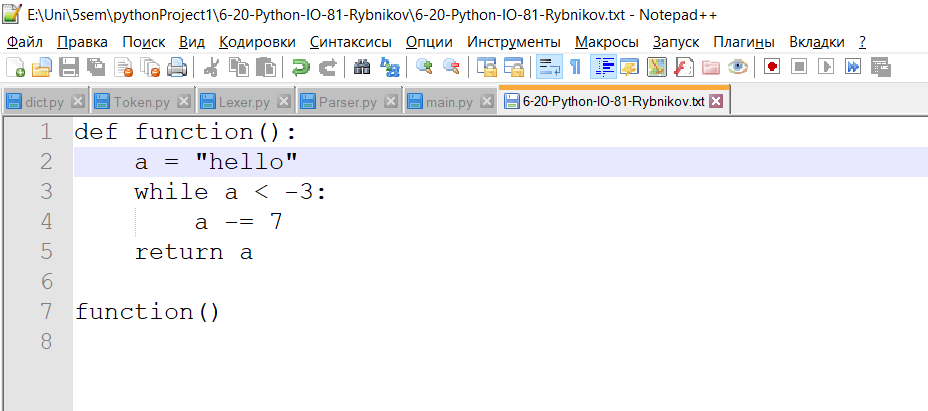 E:\Uni\5sem\pythonProject1\6-20-Python-IO-81-Rybnikov\6-20-Python-IO-81-Rybnikov.txt - Notepad++
Файл Правка Поиск Вид Кодировки Синтаксисы Опции Инструменты Макросы Запуск Плагины Вкладки ?
dict.py Token.py Lexer.py Parser.py main.py 6-20-Python-IO-81-Rybnikov.txt
1 def function():
2     a = "hello"
3     while a < -3:
4         a -= 7
5     return a
6
7 function()
8